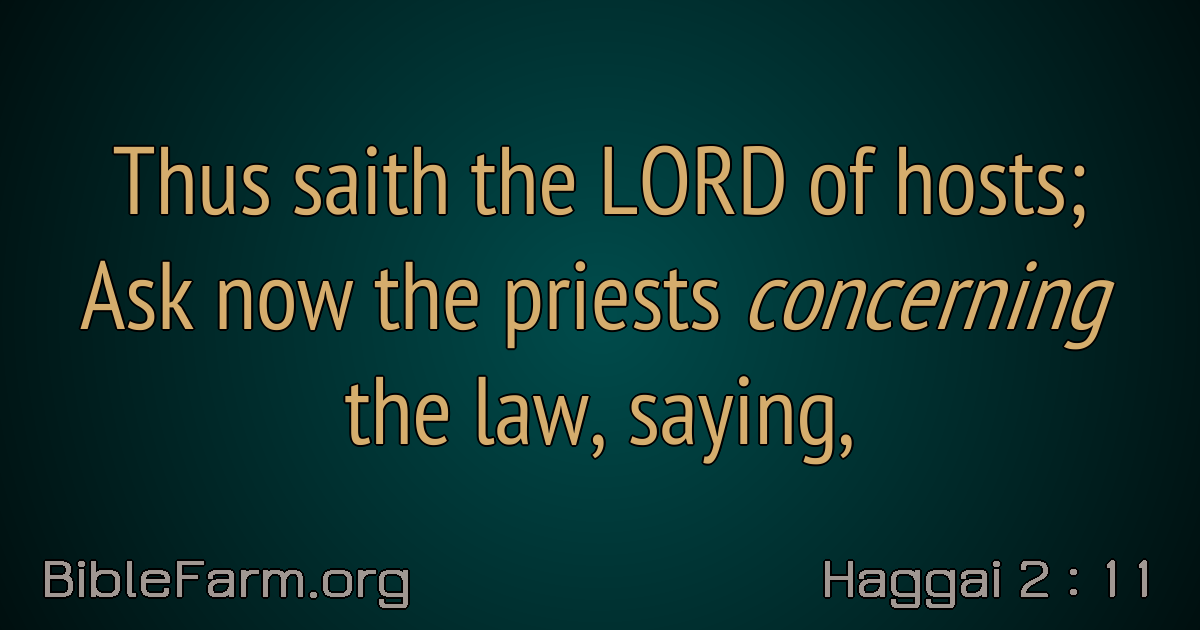 Thus saith the LORD of hosts;
Ask now the priests concerning
the law, saying,
BibleFarm.org
Haggai 2 : 11